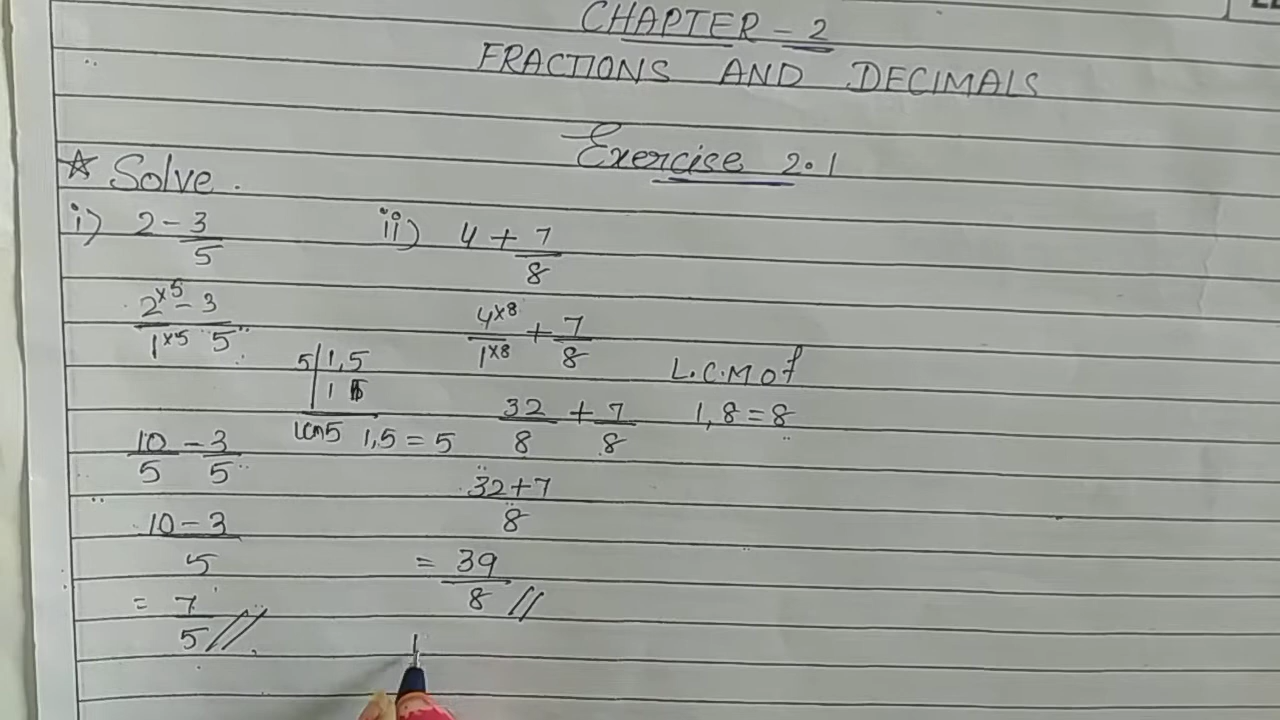 CHAPTER - 2
FRACTIONS AND DECIMALS
Exercise 2.1
☆ Solve.
i) 2 - 3/5
2×5/1×5 - 3/5
5 | 1, 5
1
LCM 5 1,5 = 5
10/5 - 3/5
10 - 3/5
= 7/5 //
ii) 4 + 7/8
4×8/1×8 + 7/8
L.C.M of
1, 8 = 8
32/8 + 7/8
32+7/8
= 39/8 //